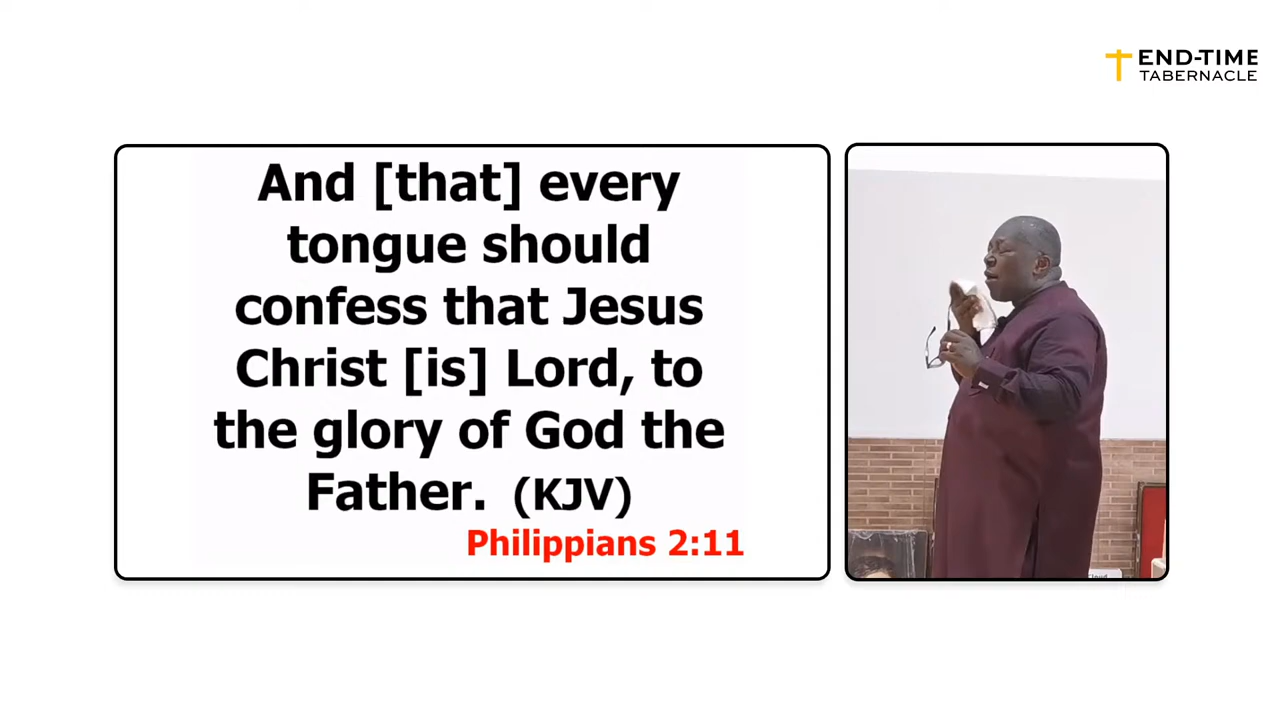 END-TIME
TABERNACLE
And [that] every
tongue should
confess that Jesus
Christ [is] Lord, to
the glory of God the
Father. (KJV)
Philippians 2:11